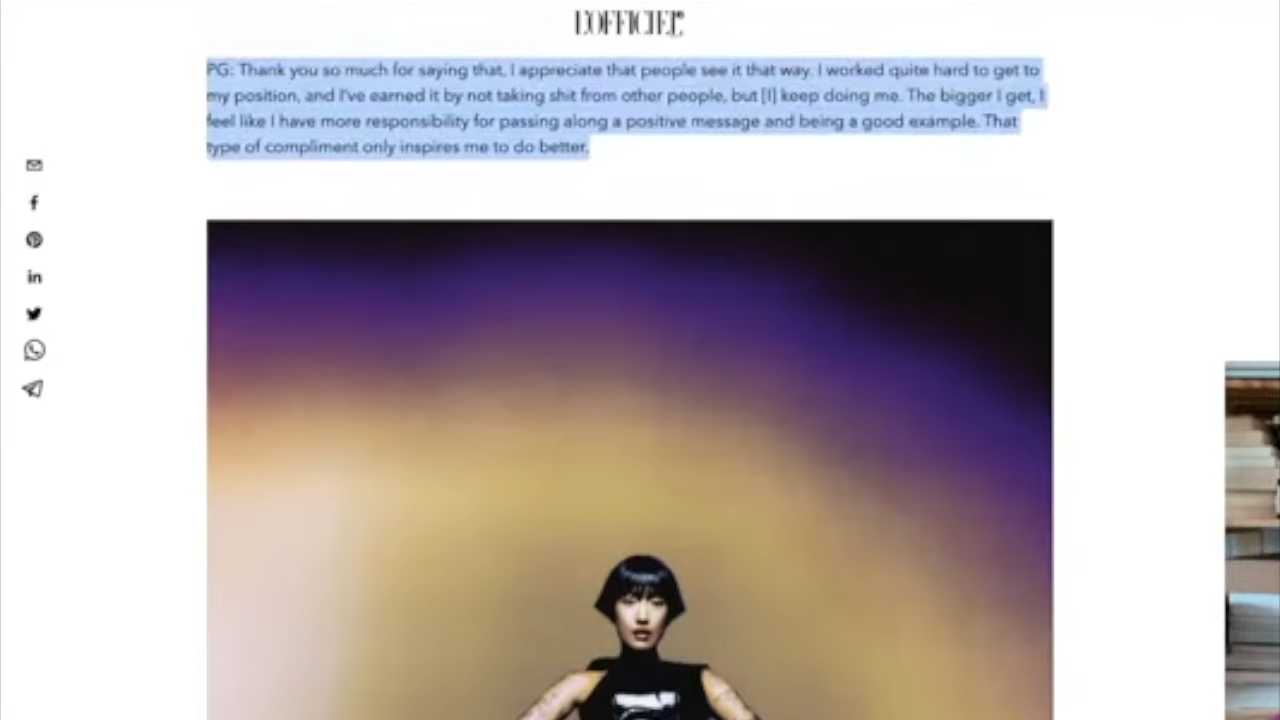 L'OFFICIEL
PG: Thank you so much for saying that, I appreciate that people see it that way. I worked quite hard to get to
my position, and I've earned it by not taking shit from other people, but [I] keep doing me. The bigger I get, I
feel like I have more responsibility for passing along a positive message and being a good example. That
type of compliment only inspires me to do better.